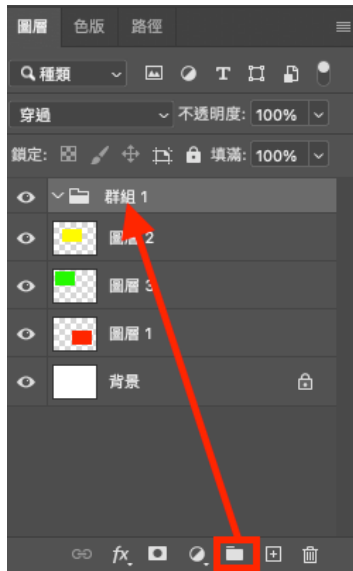 圖層 色版 路徑
種類
穿過 不透明度: 100%
鎖定: 填滿: 100%
群組 1
圖層 2
圖層 3
圖層 1
背景
fx